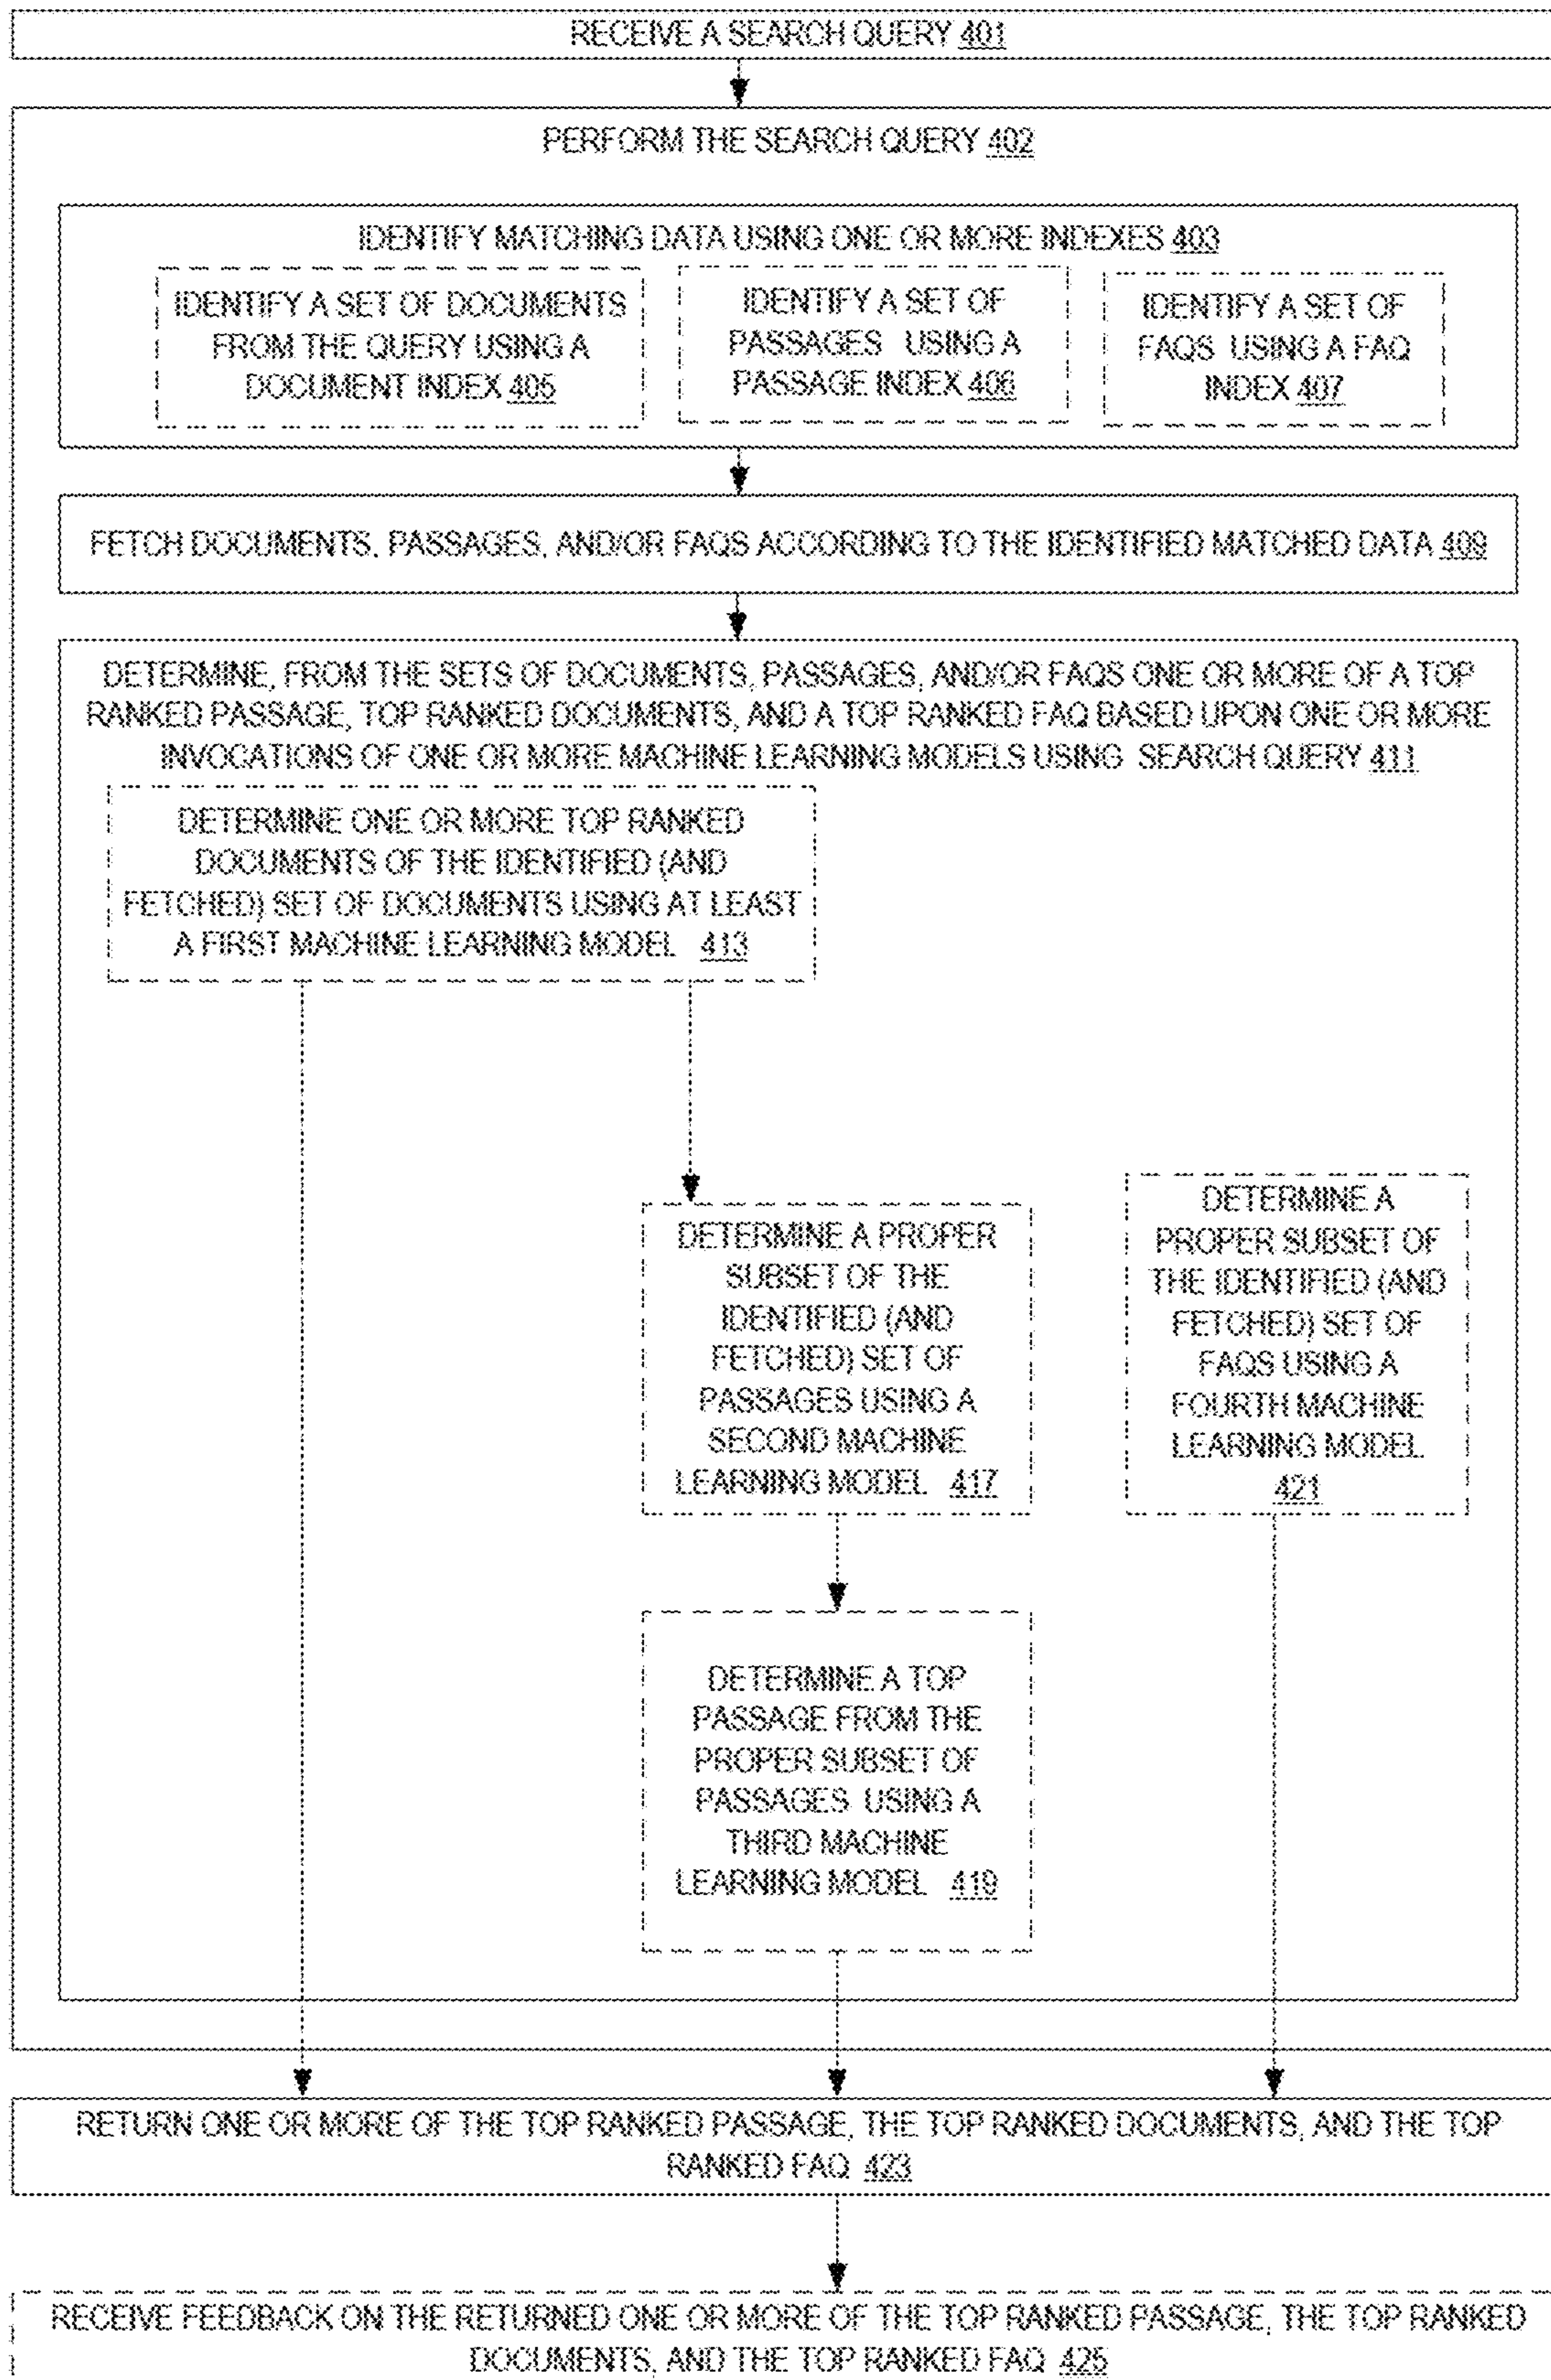 RECEIVE A SEARCH QUERY 401
PERFORM THE SEARCH QUERY 402
IDENTIFY MATCHING DATA USING ONE OR MORE INDEXES 403
IDENTIFY A SET OF DOCUMENTS
FROM THE QUERY USING A
DOCUMENT INDEX 405
IDENTIFY A SET OF
PASSAGES USING A
PASSAGE INDEX 406
IDENTIFY A SET OF
FAQS USING A FAQ
INDEX 407
FETCH DOCUMENTS, PASSAGES, AND/OR FAQS ACCORDING TO THE IDENTIFIED MATCHED DATA 409
DETERMINE, FROM THE SETS OF DOCUMENTS, PASSAGES, AND/OR FAQS ONE OR MORE OF A TOP
RANKED PASSAGE, TOP RANKED DOCUMENTS, AND A TOP RANKED FAQ BASED UPON ONE OR MORE
INVOCATIONS OF ONE OR MORE MACHINE LEARNING MODELS USING SEARCH QUERY 411
DETERMINE ONE OR MORE TOP RANKED
DOCUMENTS OF THE IDENTIFIED (AND
FETCHED) SET OF DOCUMENTS USING AT LEAST
A FIRST MACHINE LEARNING MODEL 413
DETERMINE A PROPER
SUBSET OF THE
IDENTIFIED (AND
FETCHED) SET OF
PASSAGES USING A
SECOND MACHINE
LEARNING MODEL 417
DETERMINE A
PROPER SUBSET OF
THE IDENTIFIED (AND
FETCHED) SET OF
FAQS USING A
FOURTH MACHINE
LEARNING MODEL
421
DETERMINE A TOP
PASSAGE FROM THE
PROPER SUBSET OF
PASSAGES USING A
THIRD MACHINE
LEARNING MODEL 419
RETURN ONE OR MORE OF THE TOP RANKED PASSAGE, THE TOP RANKED DOCUMENTS, AND THE TOP
RANKED FAQ 423
RECEIVE FEEDBACK ON THE RETURNED ONE OR MORE OF THE TOP RANKED PASSAGE, THE TOP RANKED
DOCUMENTS, AND THE TOP RANKED FAQ 425